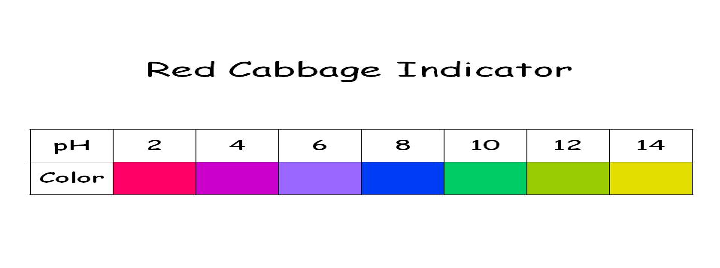 Red Cabbage Indicator
pH 2 4 6 8 10 12 14
Color